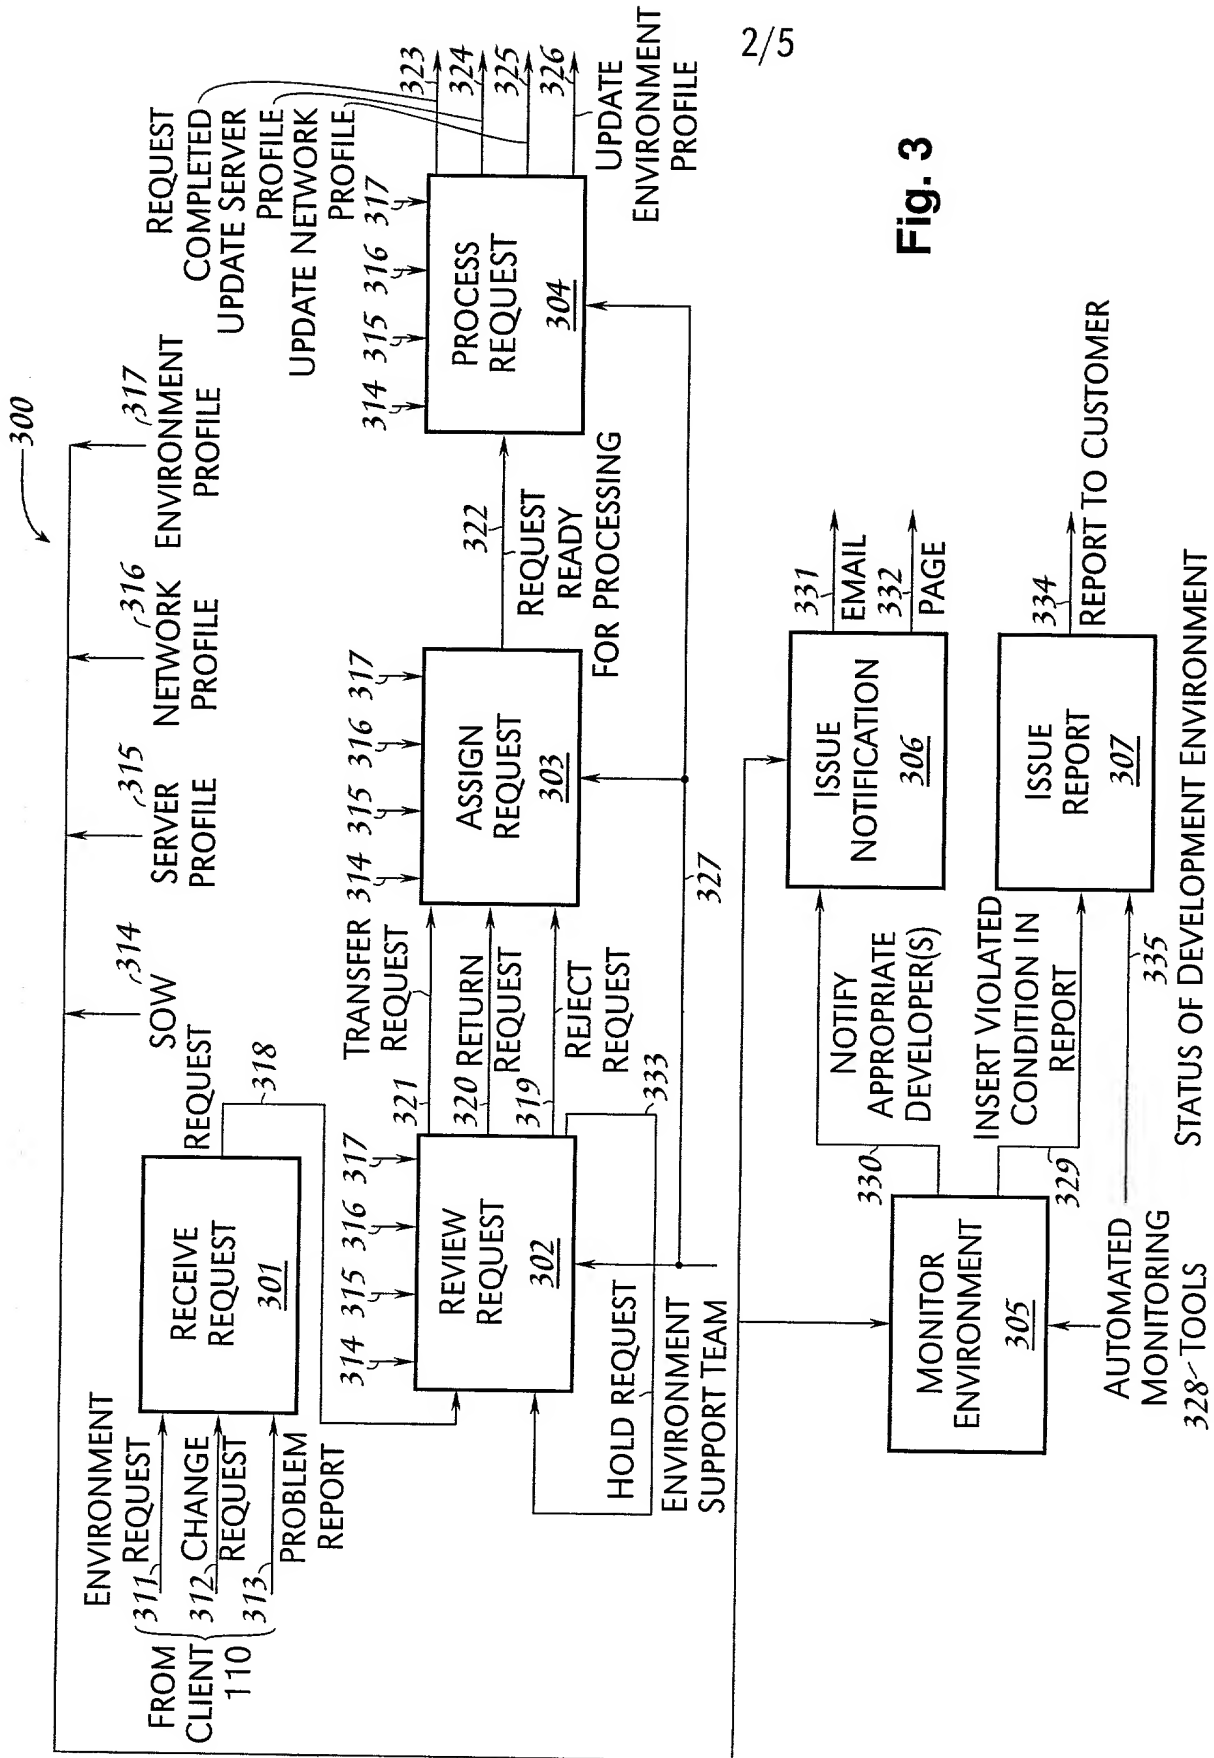 2/5
300
SOW
314
SERVER
PROFILE
315
NETWORK
PROFILE
316
ENVIRONMENT
PROFILE
317
FROM
CLIENT
110
ENVIRONMENT
REQUEST
311
CHANGE
REQUEST
312
PROBLEM
REPORT
313
RECEIVE
REQUEST
301
REQUEST
318
314
315
316
317
REVIEW
REQUEST
302
TRANSFER
REQUEST
321
RETURN
REQUEST
320
REJECT
REQUEST
319
333
HOLD REQUEST
314
315
316
317
ASSIGN
REQUEST
303
322
REQUEST
READY
FOR PROCESSING
314
315
316
317
PROCESS
REQUEST
304
REQUEST
COMPLETED
UPDATE SERVER
PROFILE
UPDATE NETWORK
PROFILE
323
324
325
326
UPDATE
ENVIRONMENT
PROFILE
327
ENVIRONMENT
SUPPORT TEAM
MONITOR
ENVIRONMENT
305
AUTOMATED
MONITORING
328 TOOLS
330
NOTIFY
APPROPRIATE
DEVELOPER(S)
INSERT VIOLATED
CONDITION IN
REPORT
329
335
STATUS OF DEVELOPMENT ENVIRONMENT
ISSUE
NOTIFICATION
306
331
EMAIL
332
PAGE
ISSUE
REPORT
307
334
REPORT TO CUSTOMER
Fig. 3